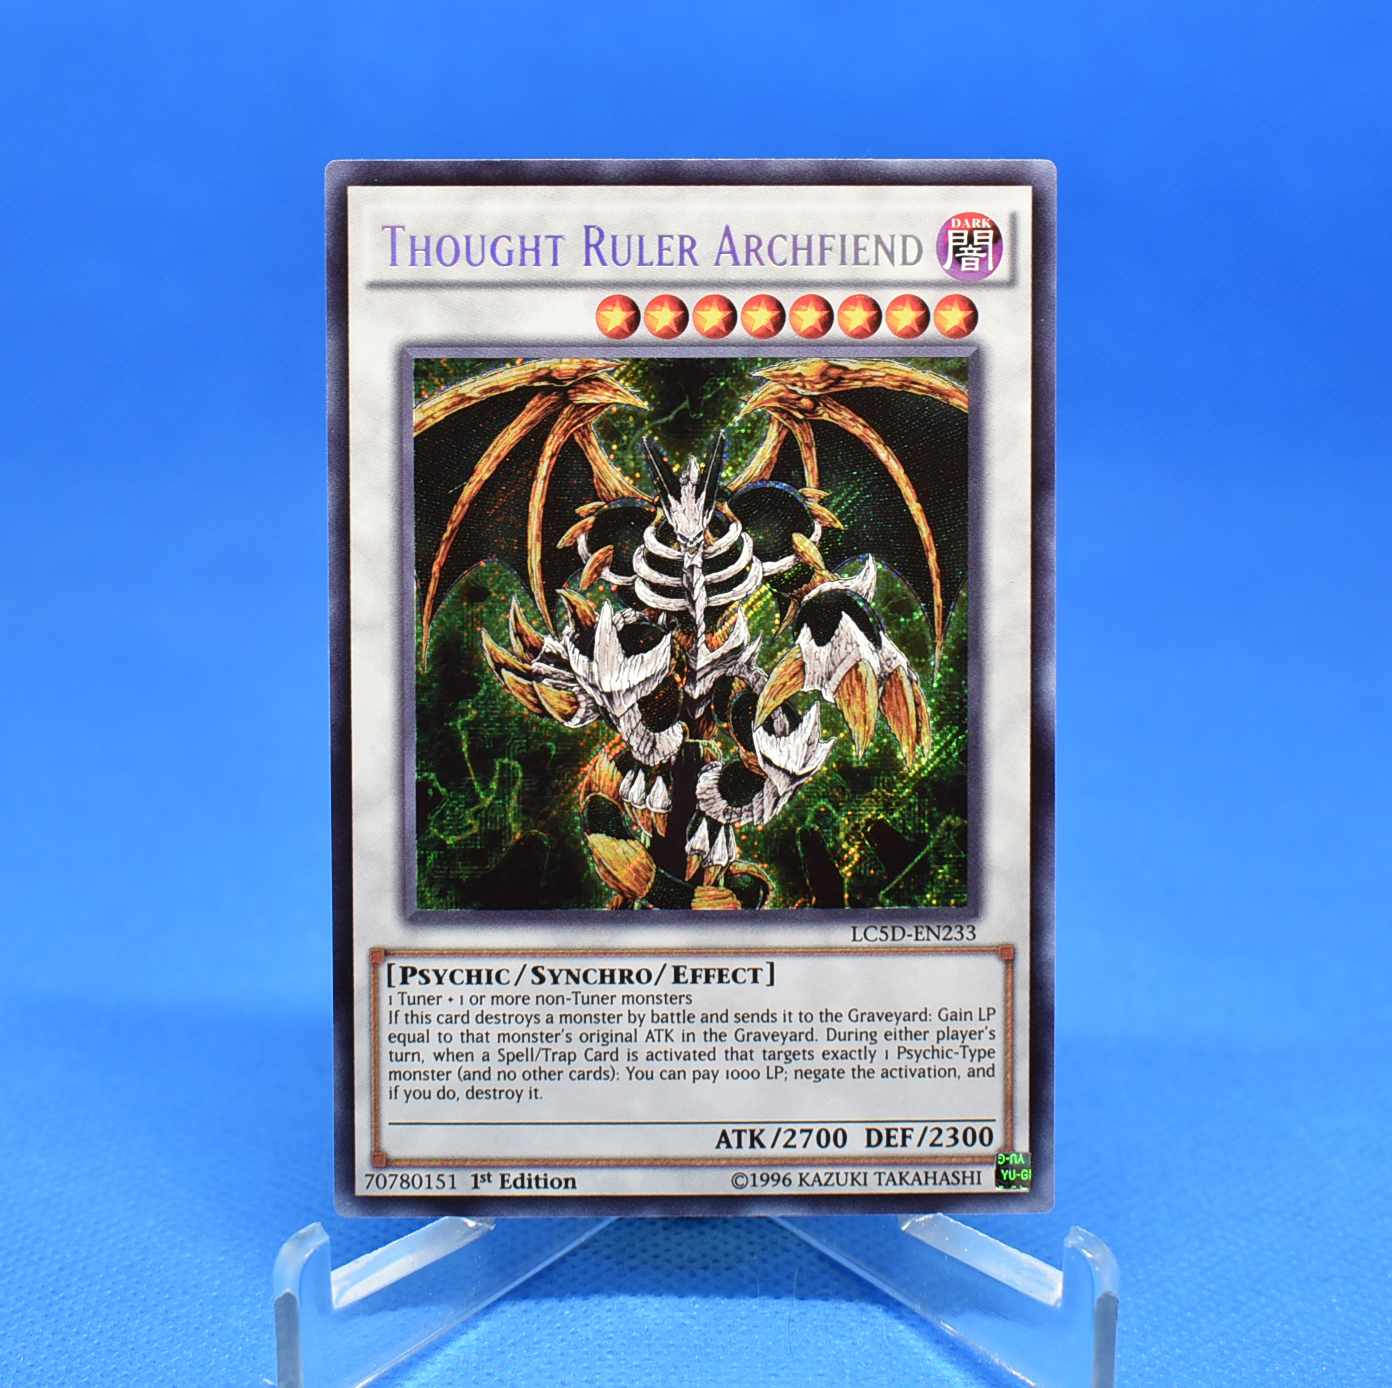 THOUGHT RULER ARCHFIEND
DARK
闇
LC5D-EN233
[PSYCHIC/SYNCHRO/EFFECT]
1 Tuner + 1 or more non-Tuner monsters
If this card destroys a monster by battle and sends it to the Graveyard: Gain LP
equal to that monster's original ATK in the Graveyard. During either player's
turn, when a Spell/Trap Card is activated that targets exactly 1 Psychic-Type
monster (and no other cards): You can pay 1000 LP; negate the activation, and
if you do, destroy it.
ATK/2700 DEF/2300
70780151 1st Edition ©1996 KAZUKI TAKAHASHI